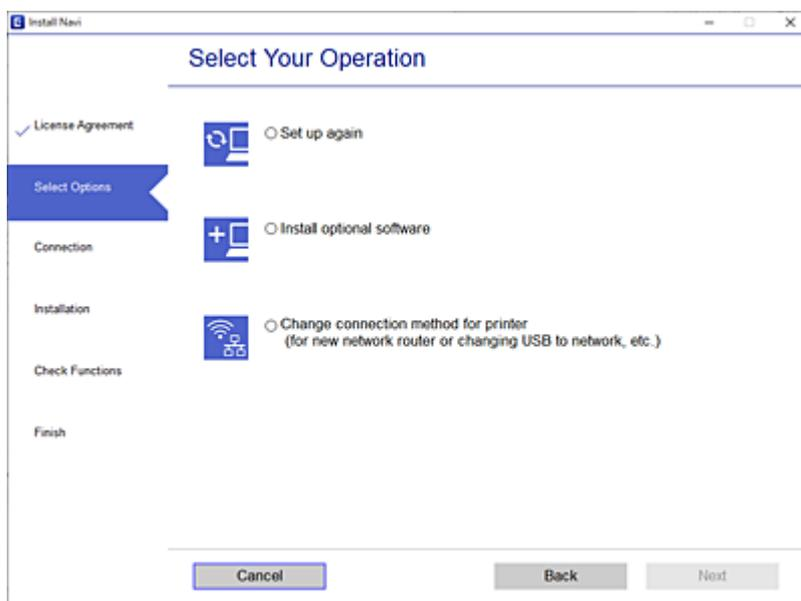 Install Navi
Select Your Operation
License Agreement
Select Options
Connection
Installation
Check Functions
Finish
Set up again
Install optional software
Change connection method for printer
(for new network router or changing USB to network, etc.)
Cancel
Back
Next